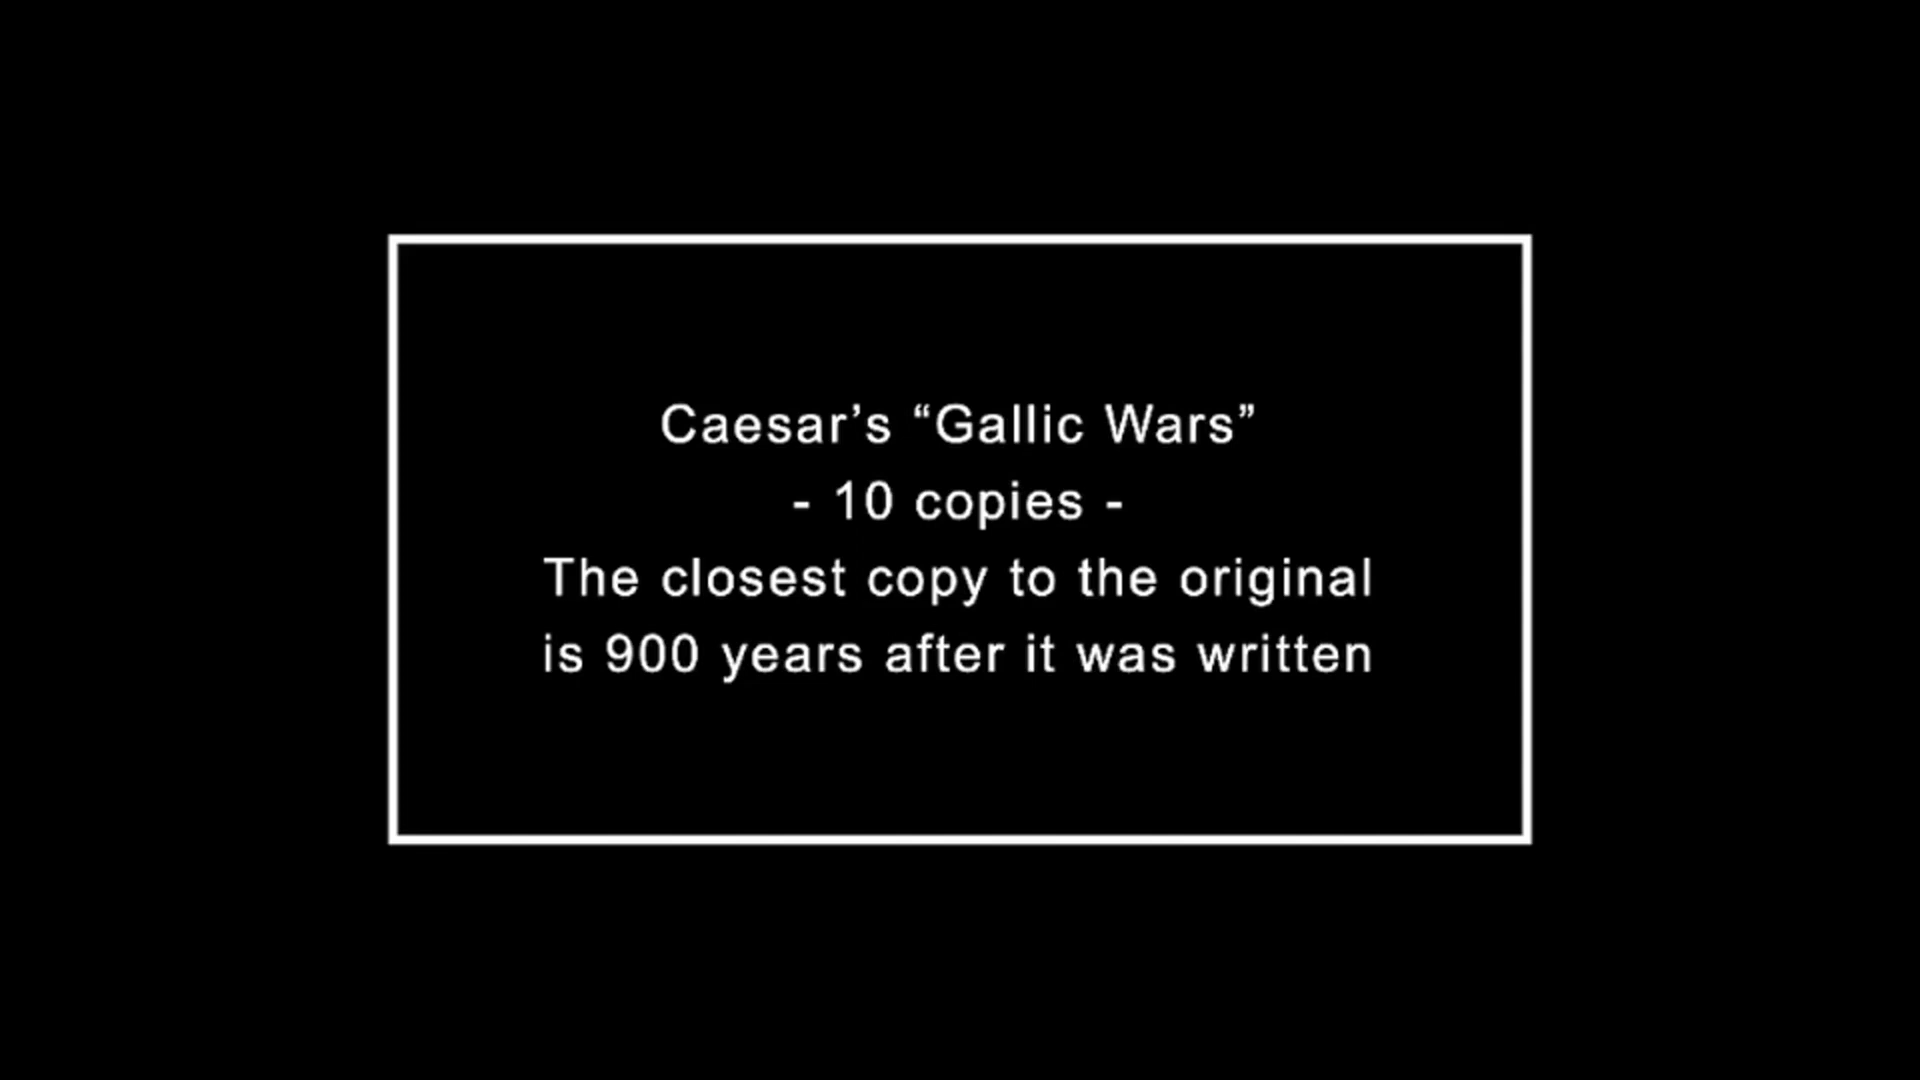 Caesar’s “Gallic Wars”
- 10 copies -
The closest copy to the original
is 900 years after it was written